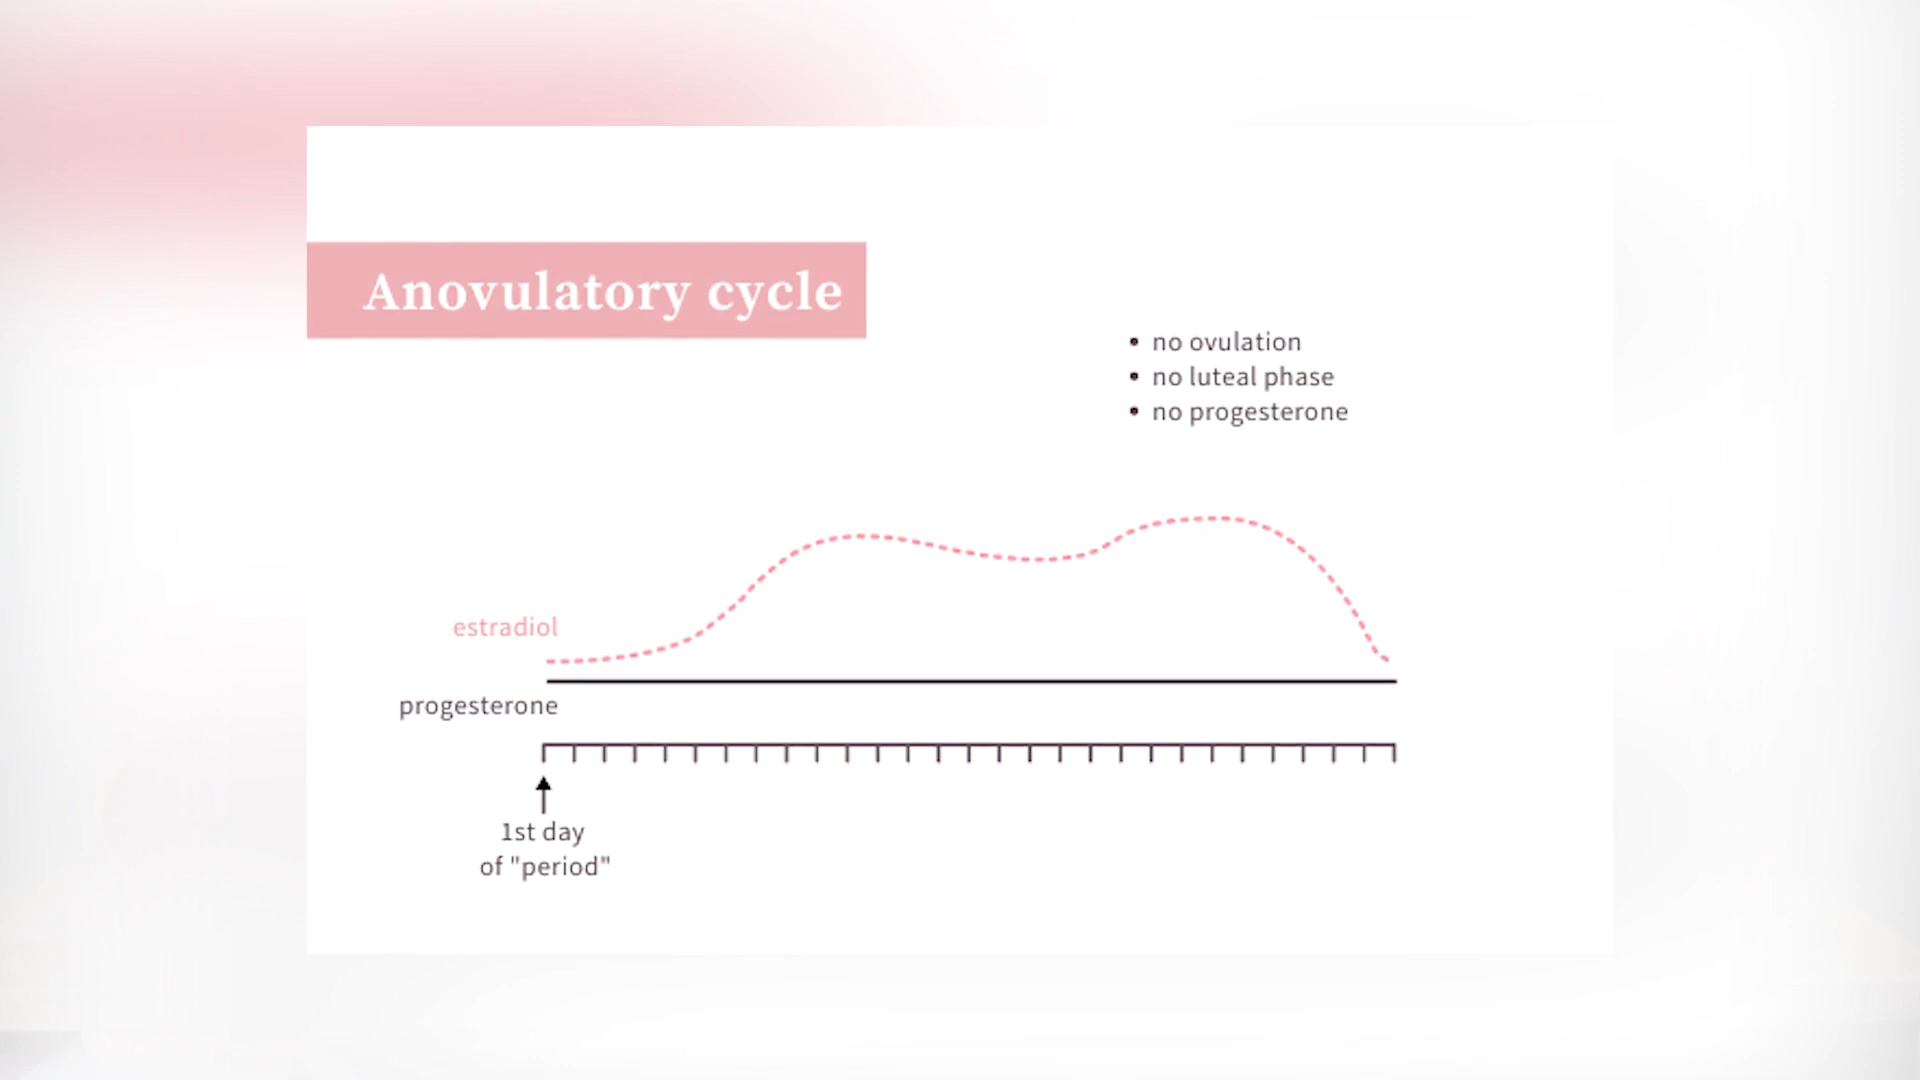 Anovulatory cycle
• no ovulation
• no luteal phase
• no progesterone
estradiol
progesterone
1st day
of "period"